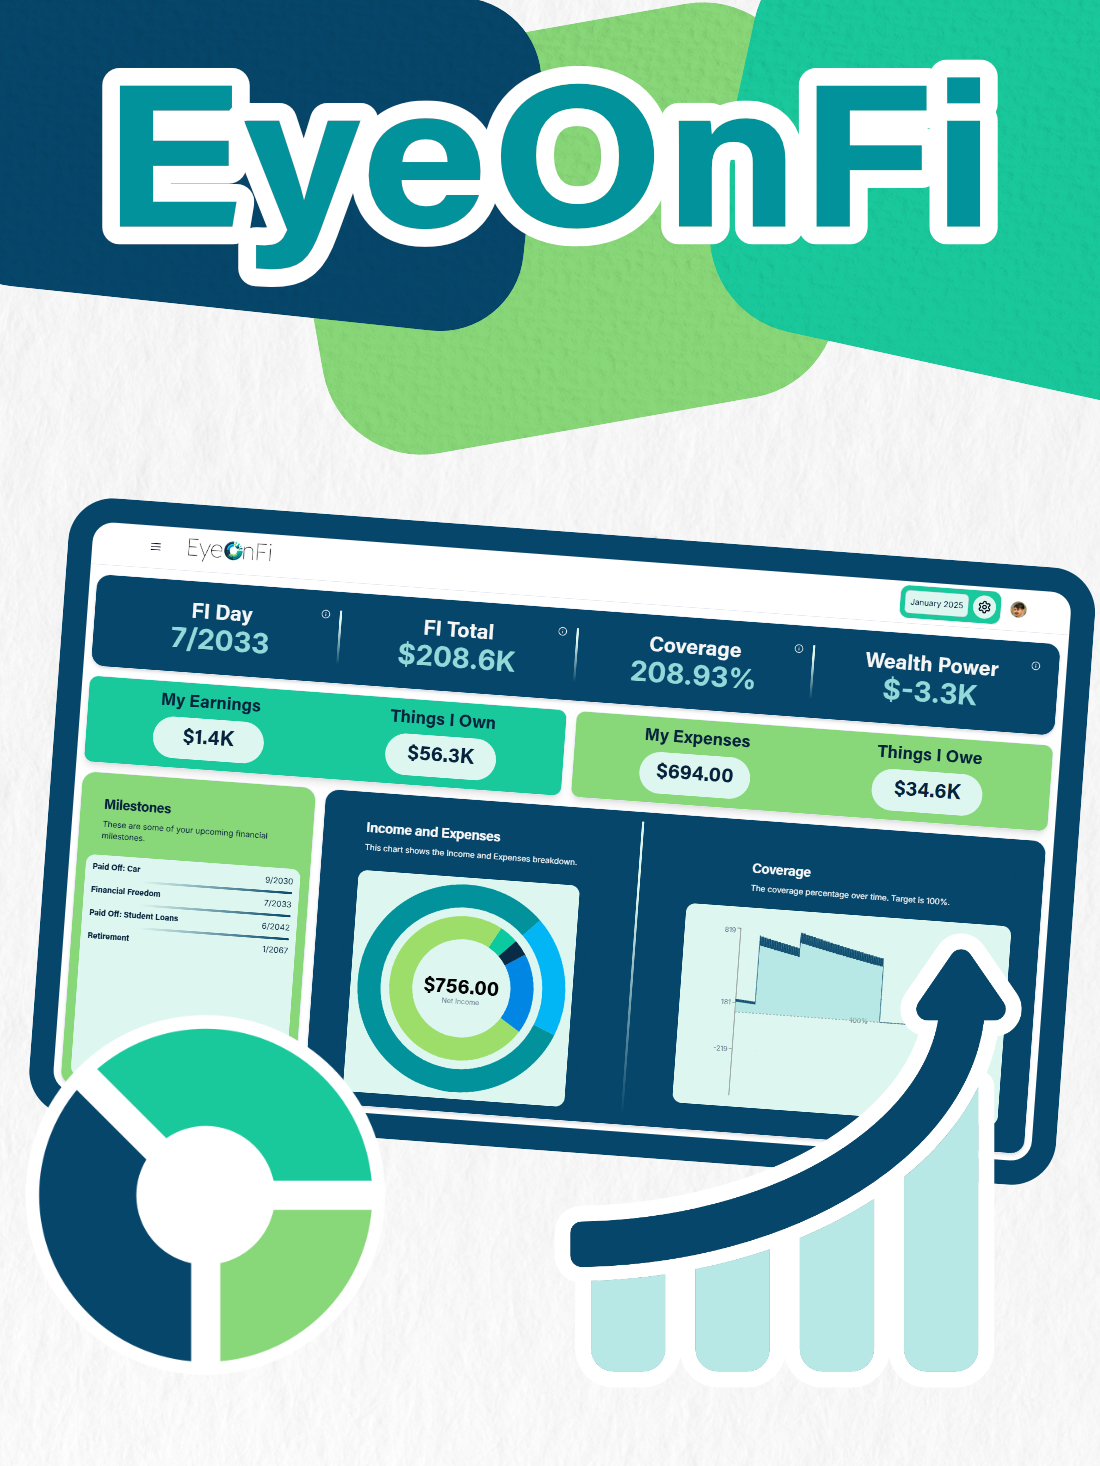 EyeOnFi
EyeOnFi
January 2025
FI Day
7/2033
FI Total
$208.6K
Coverage
208.93%
Wealth Power
$-3.3K
My Earnings
$1.4K
Things I Own
$56.3K
My Expenses
$694.00
Things I Owe
$34.6K
Milestones
These are some of your upcoming financial
milestones.
Paid Off: Car
9/2030
Financial Freedom
7/2033
Paid Off: Student Loans
6/2042
Retirement
1/2067
Income and Expenses
This chart shows the Income and Expenses breakdown.
$756.00
Net Income
Coverage
The coverage percentage over time. Target is 100%.
819
181
100%
-219